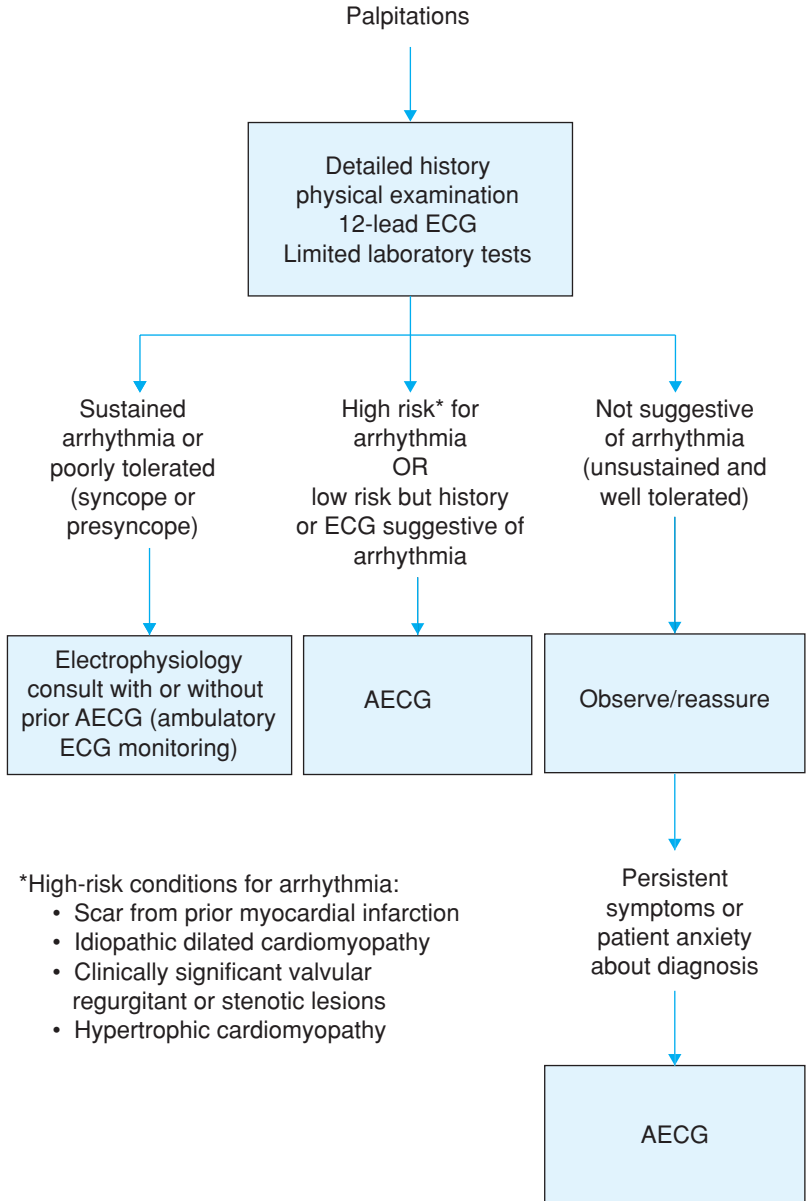 Palpitations
Detailed history
physical examination
12-lead ECG
Limited laboratory tests
Sustained
arrhythmia or
poorly tolerated
(syncope or
presyncope)
High risk* for
arrhythmia
OR
low risk but history
or ECG suggestive of
arrhythmia
Not suggestive
of arrhythmia
(unsustained and
well tolerated)
Electrophysiology
consult with or without
prior AECG (ambulatory
ECG monitoring)
AECG
Observe/reassure
*High-risk conditions for arrhythmia:
• Scar from prior myocardial infarction
• Idiopathic dilated cardiomyopathy
• Clinically significant valvular
regurgitant or stenotic lesions
• Hypertrophic cardiomyopathy
Persistent
symptoms or
patient anxiety
about diagnosis
AECG